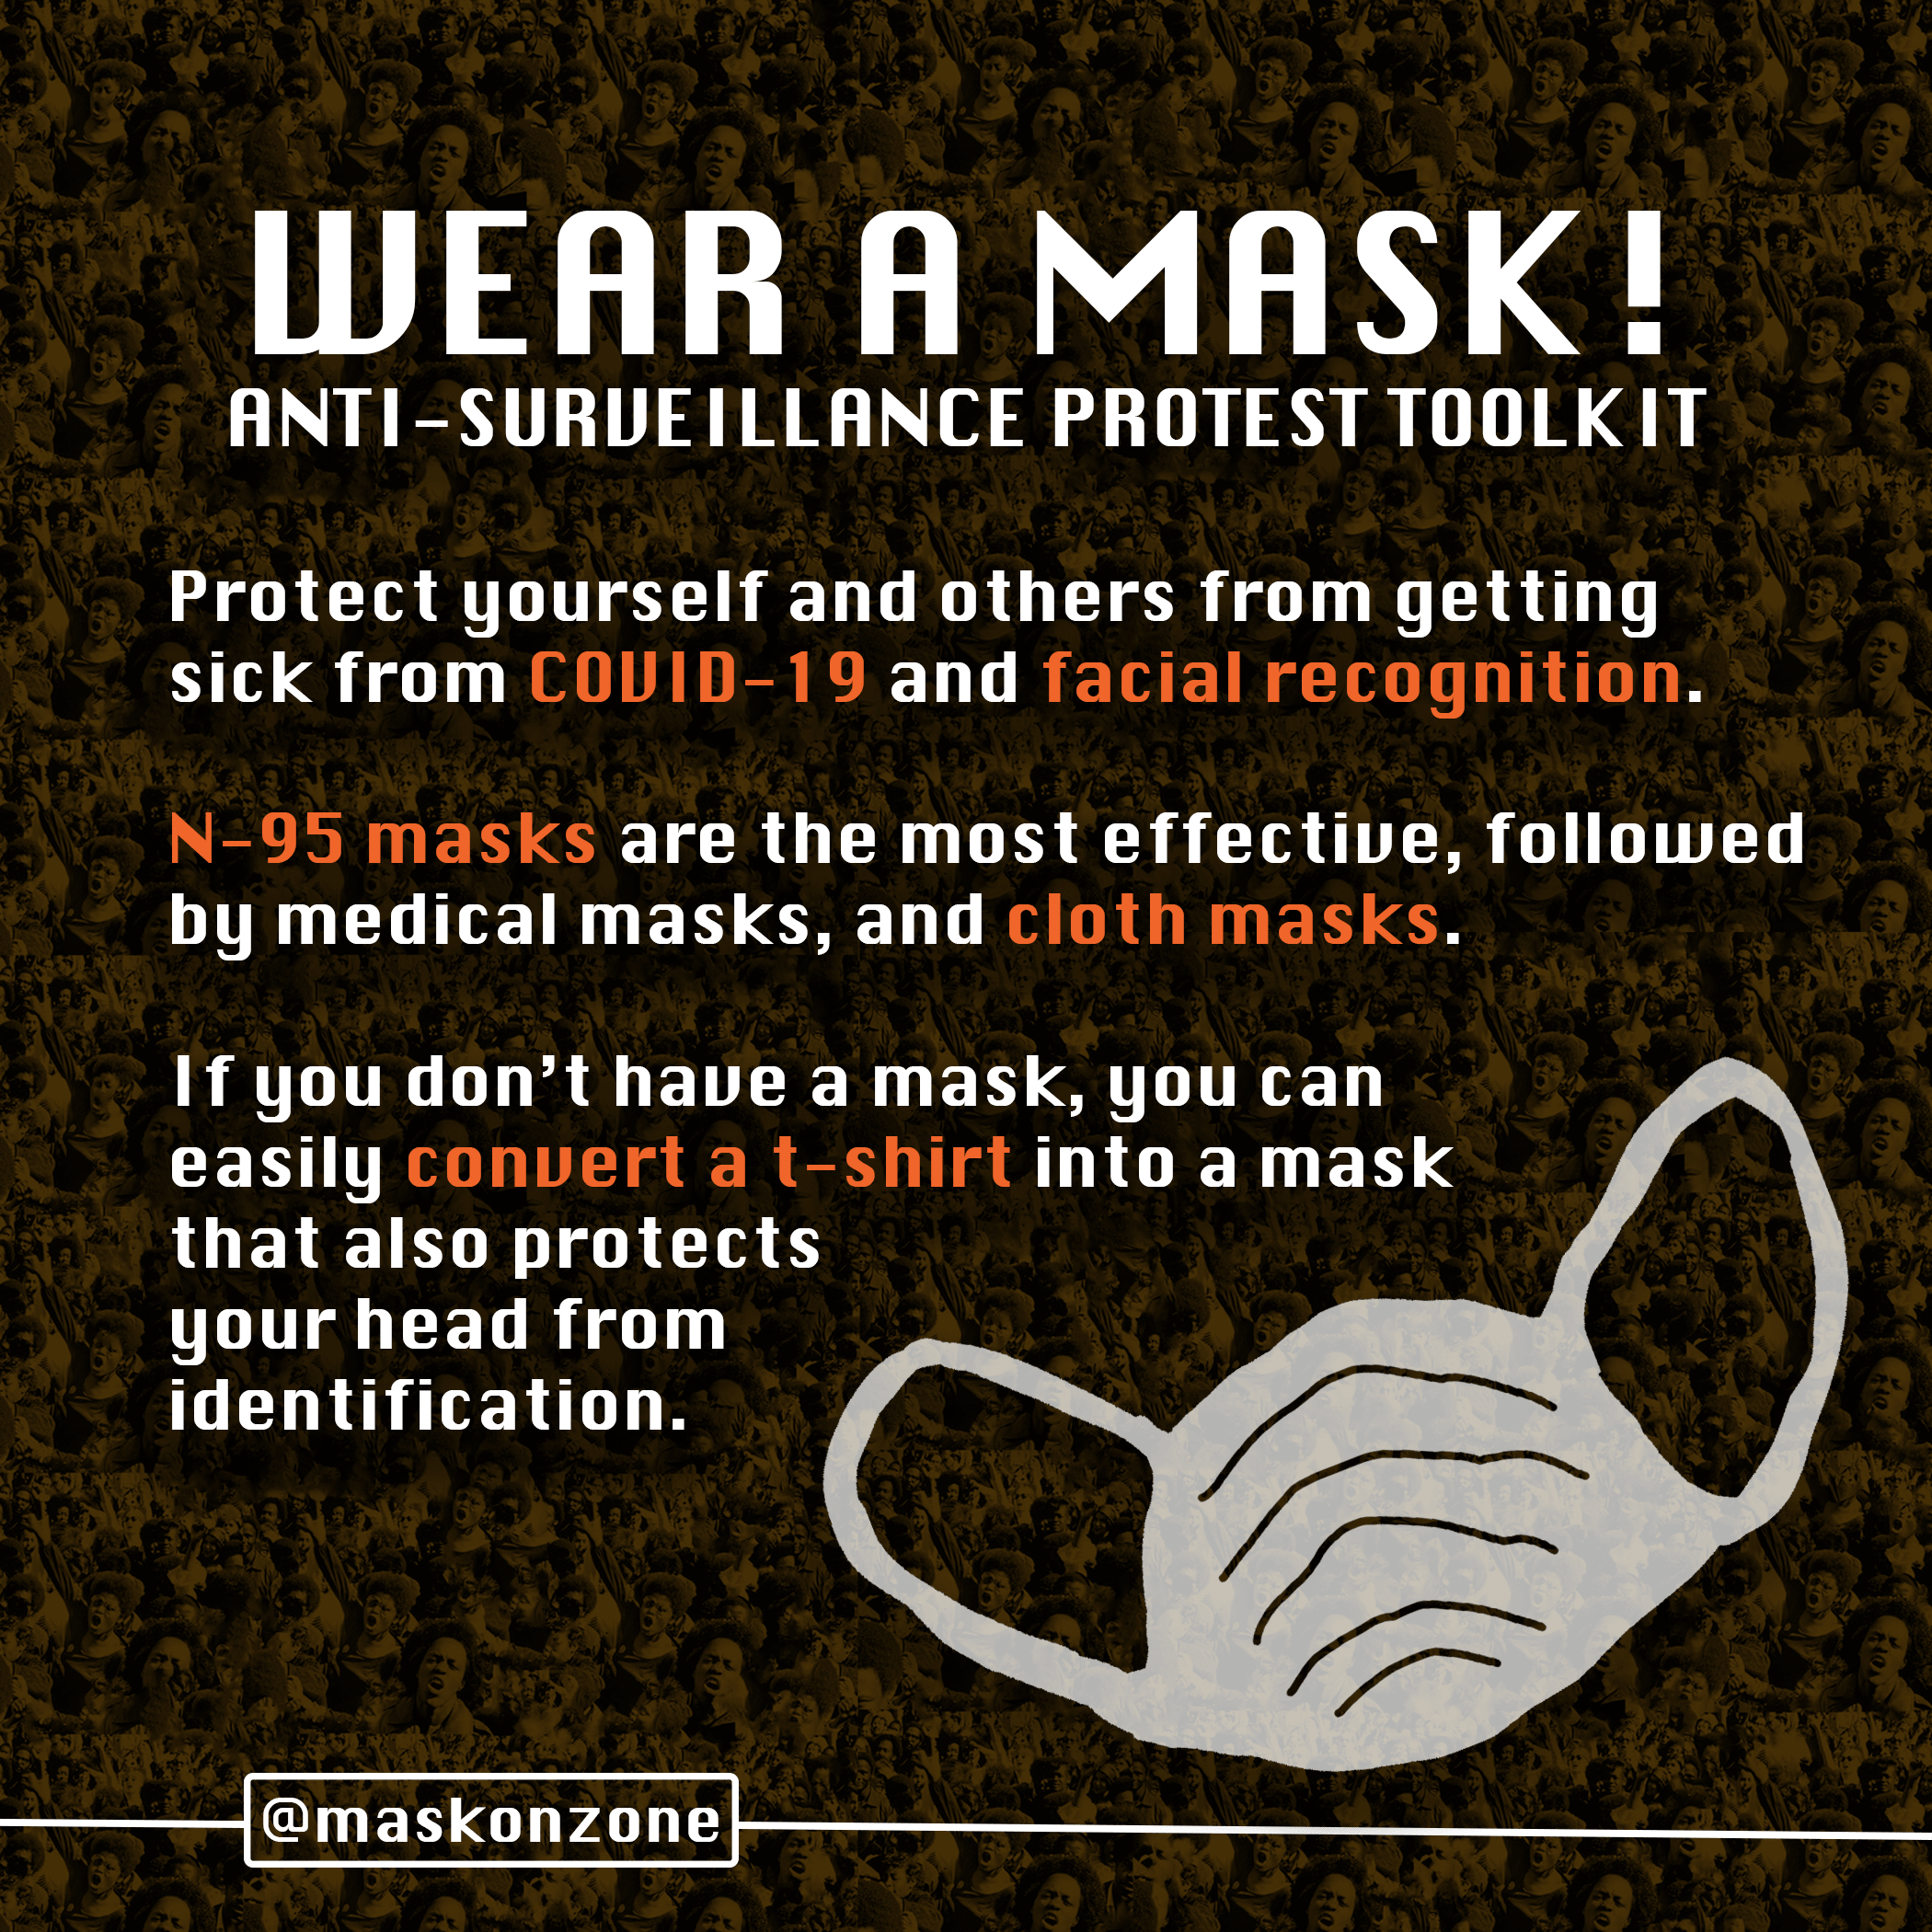 WEAR A MASK!
ANTI-SURVEILLANCE PROTEST TOOLKIT
Protect yourself and others from getting
sick from COVID-19 and facial recognition.
N-95 masks are the most effective, followed
by medical masks, and cloth masks.
If you don’t have a mask, you can
easily convert a t-shirt into a mask
that also protects
your head from
identification.
@maskonzone